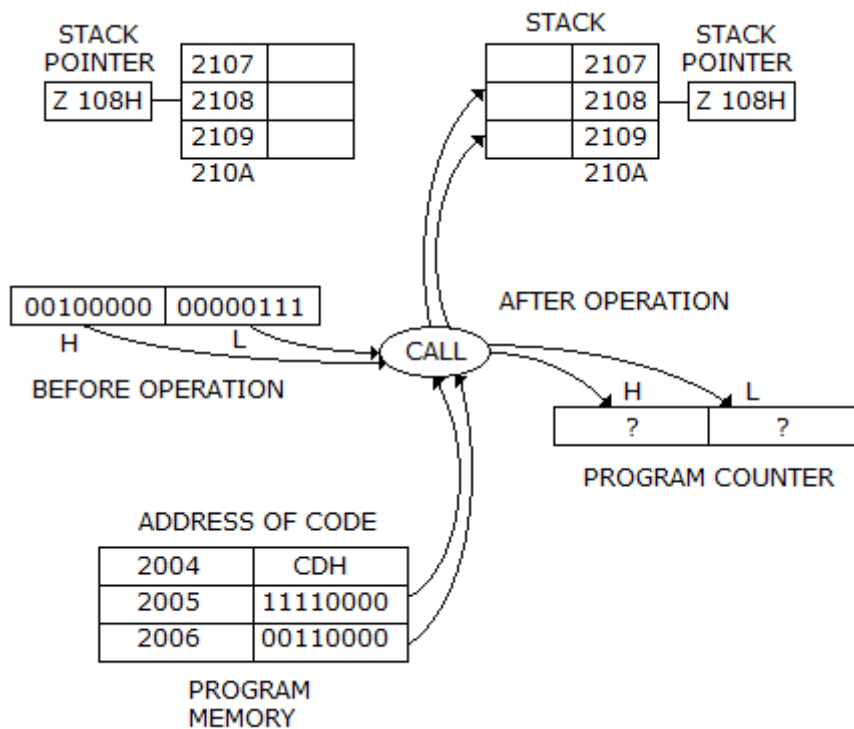 STACK
POINTER
Z 108H
2107
2108
2109
210A
STACK
2107
2108
2109
210A
STACK
POINTER
Z 108H
00100000 00000111
H L
BEFORE OPERATION
CALL
AFTER OPERATION
H L
? ?
PROGRAM COUNTER
ADDRESS OF CODE
2004 CDH
2005 11110000
2006 00110000
PROGRAM
MEMORY